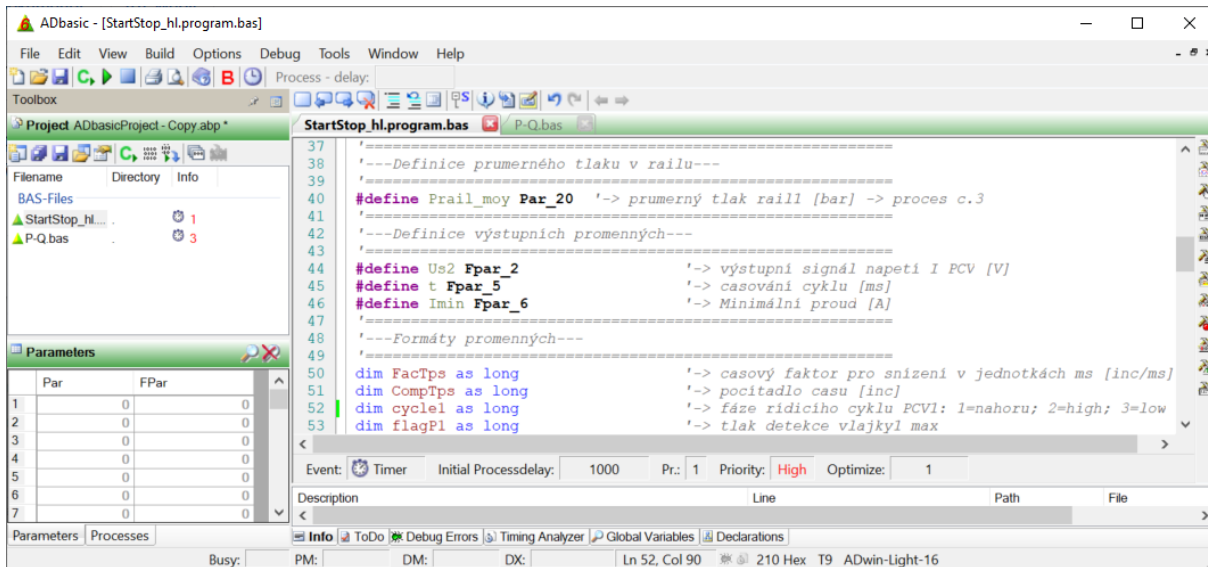 ADbasic - [StartStop_hl.program.bas]
File Edit View Build Options Debug Tools Window Help
B Process - delay:
Toolbox
Project ADbasicProject - Copy.abp *
Filename Directory Info
BAS-Files
StartStop_hl.... . 1
P-Q.bas . 3
Parameters
Par FPar
1 0 0
2 0 0
3 0 0
4 0 0
5 0 0
6 0 0
7 0 0
Parameters Processes
StartStop_hl.program.bas P-Q.bas
37 '==============================================================
38 '---Definice prumerného tlaku v railu---
39 '==============================================================
40 #define Prail_moy Par_20 '-> prumerný tlak rail1 [bar] -> proces c.3
41 '==============================================================
42 '---Definice výstupních promenných---
43 '==============================================================
44 #define Us2 Fpar_2 '-> výstupní signál napetí I PCV [V]
45 #define t Fpar_5 '-> casování cyklu [ms]
46 #define Imin Fpar_6 '-> Minimální proud [A]
47 '==============================================================
48 '---Formáty promenných---
49 '==============================================================
50 dim FacTps as long '-> casový faktor pro snízení v jednotkách ms [inc/ms]
51 dim CompTps as long '-> pocítadlo casu [inc]
52 dim cycle1 as long '-> fáze rídicího cyklu PCV1: 1=nahoru; 2=high; 3=low
53 dim flagP1 as long '-> tlak detekce vlajky1 max
Event: Timer Initial Processdelay: 1000 Pr.: 1 Priority: High Optimize: 1
Description Line Path File
Info ToDo Debug Errors Timing Analyzer Global Variables Declarations
Busy: PM: DM: DX: Ln 52, Col 90 210 Hex T9 ADwin-Light-16